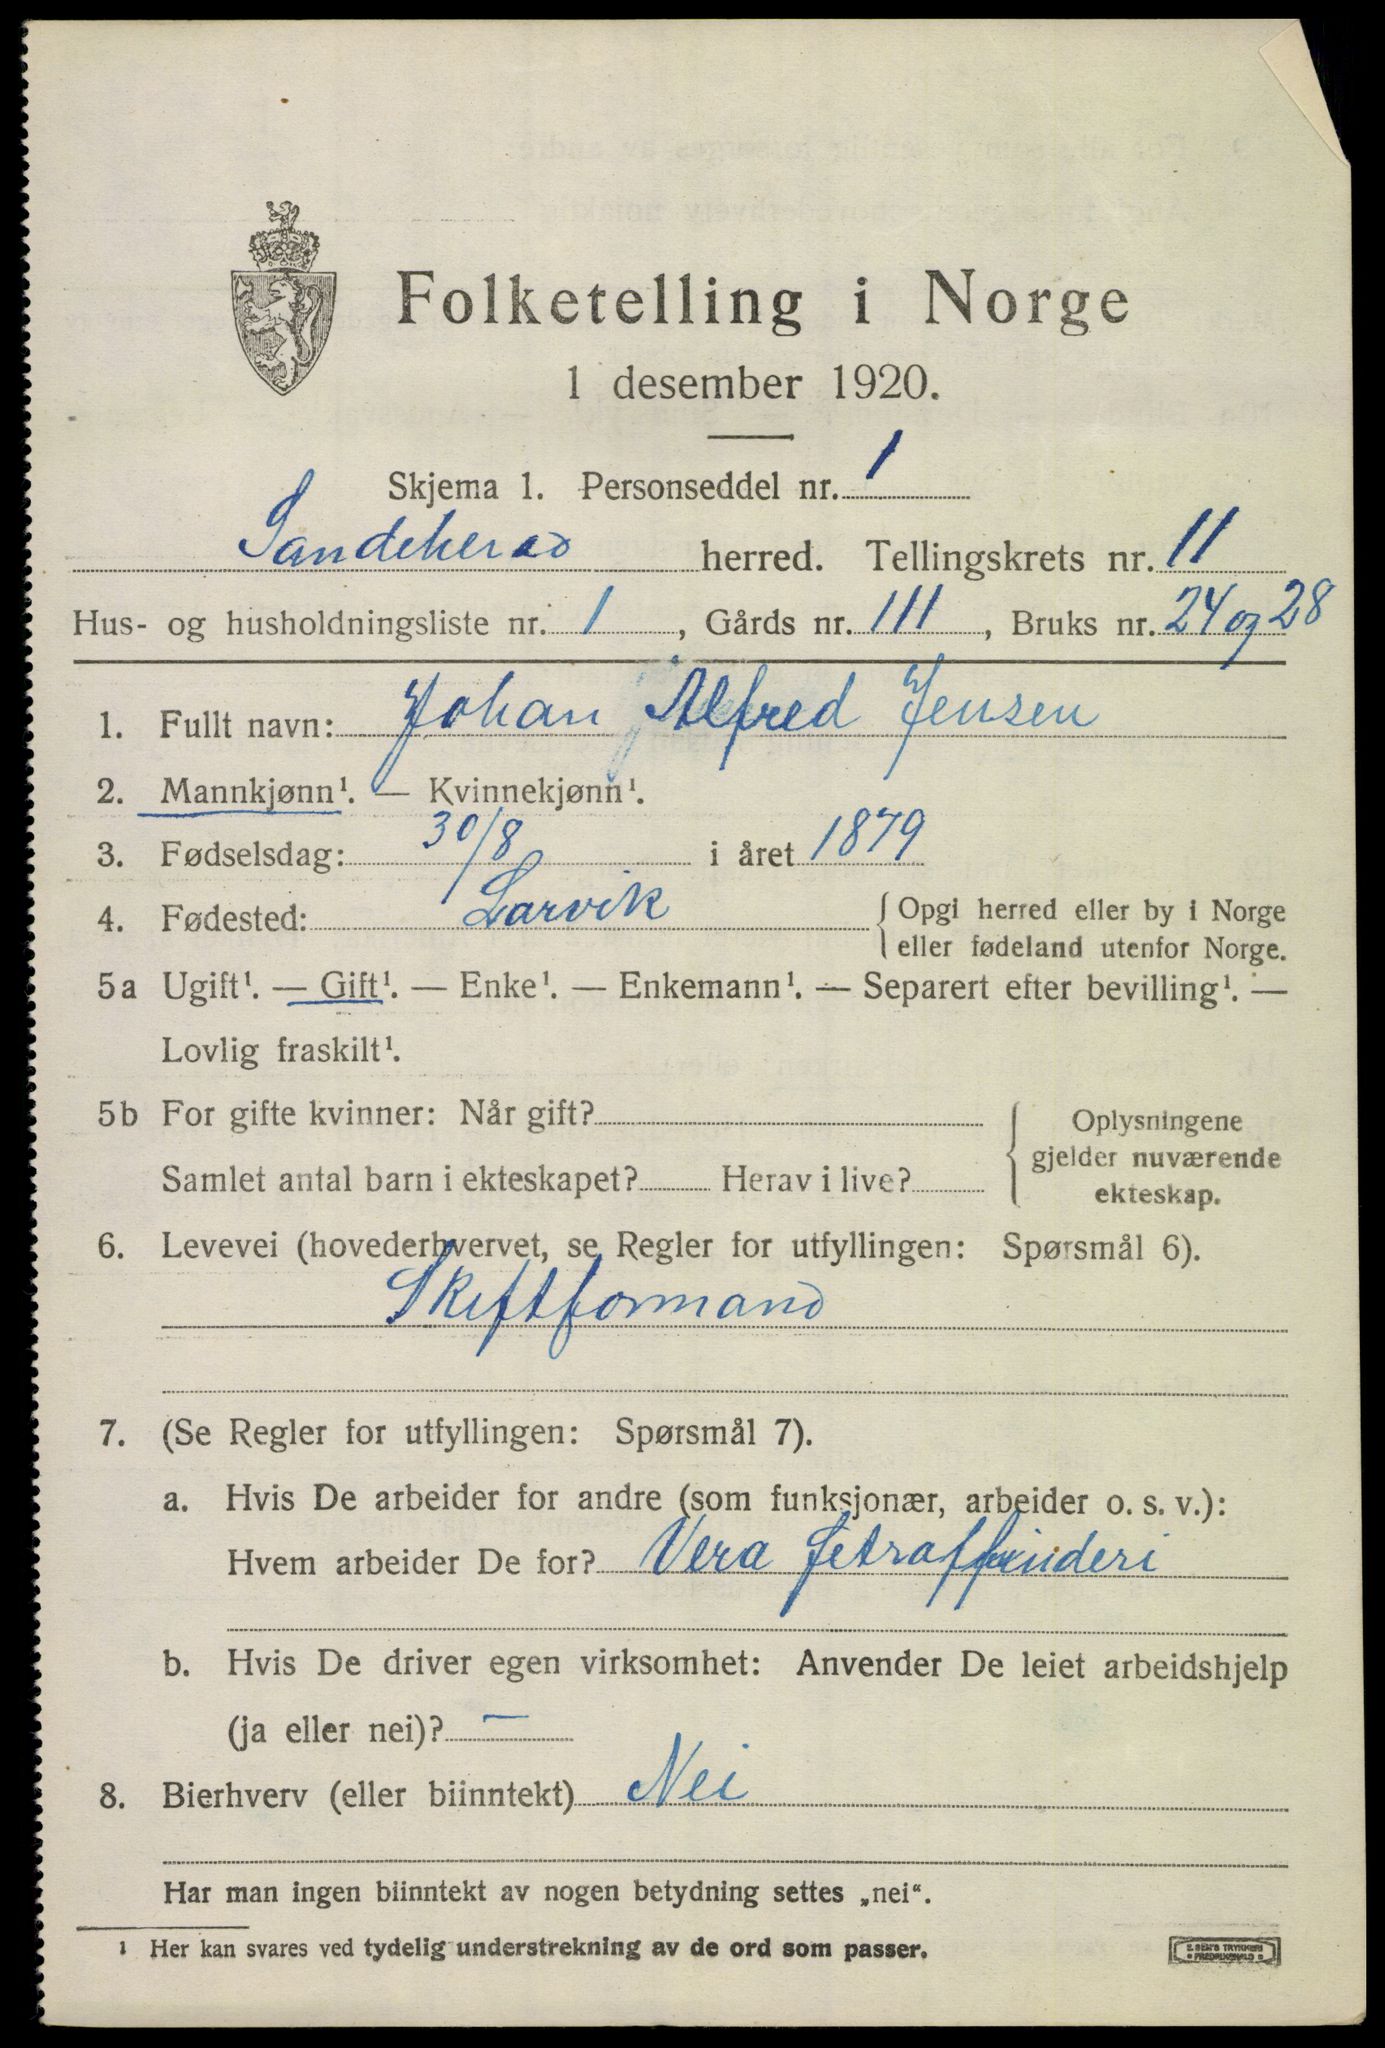 Folketelling i Norge
1 desember 1920.
Skjema 1. Personseddel nr. 1
Sandeherad herred. Tellingskrets nr. 11
Hus- og husholdningsliste nr. 1, Gårds nr. 111, Bruks nr. 24 og 28
1. Fullt navn: Johan Alfred Jensen
2. Mannkjønn¹. — Kvinnekjønn¹.
3. Fødselsdag: 30/8 i året 1879
4. Fødested: Larvik { Opgi herred eller by i Norge
eller fødeland utenfor Norge.
5a Ugift¹. — Gift¹. — Enke¹. — Enkemann¹. — Separert efter bevilling¹. —
Lovlig fraskilt¹.
5b For gifte kvinner: Når gift?
Samlet antal barn i ekteskapet? Herav i live?
{ Oplysningene
gjelder nuværende
ekteskap.
6. Levevei (hovederhvervet, se Regler for utfyllingen: Spørsmål 6).
Skiftformand
7. (Se Regler for utfyllingen: Spørsmål 7).
a. Hvis De arbeider for andre (som funksjonær, arbeider o. s. v.):
Hvem arbeider De for? Vera
b. Hvis De driver egen virksomhet: Anvender De leiet arbeidshjelp
(ja eller nei)? —
8. Bierhverv (eller biinntekt) Nei
Har man ingen biinntekt av nogen betydning settes „nei“.
¹ Her kan svares ved tydelig understrekning av de ord som passer.